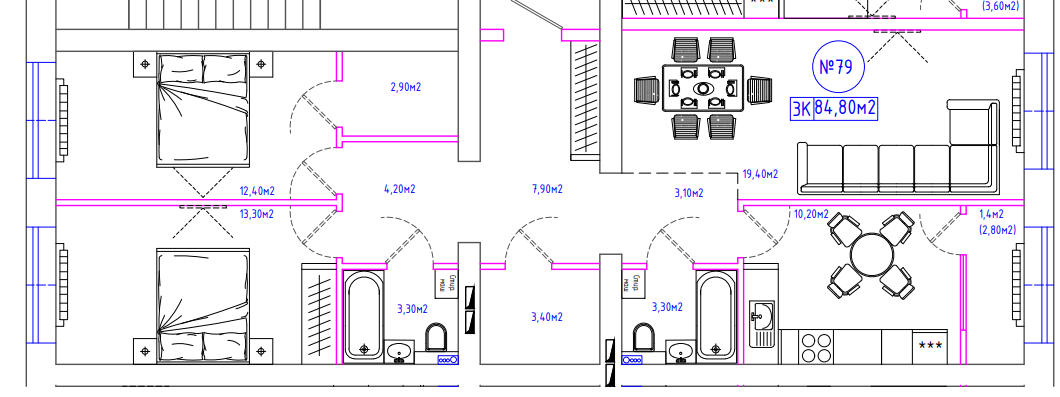 ***
(3,60м2)
№79
3К 84,80м2
2,90м2
19,40м2
12,40м2
4,20м2
7,90м2
3,10м2
13,30м2
10,20м2
1,4м2
(2,80м2)
Стир.
маш
Стир.
маш
3,30м2
3,40м2
3,30м2
***